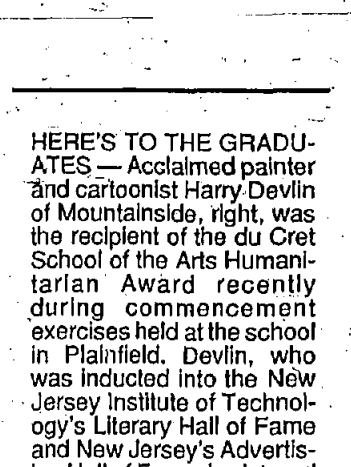 HERE'S TO THE GRADU-
ATES — Acclaimed painter
and cartoonist Harry Devlin
of Mountainside, right, was
the recipient of the du Cret
School of the Arts Humani-
tarian Award recently
during commencement
exercises held at the school
in Plainfield. Devlin, who
was inducted into the New
Jersey Institute of Technol-
ogy's Literary Hall of Fame
and New Jersey's Advertis-